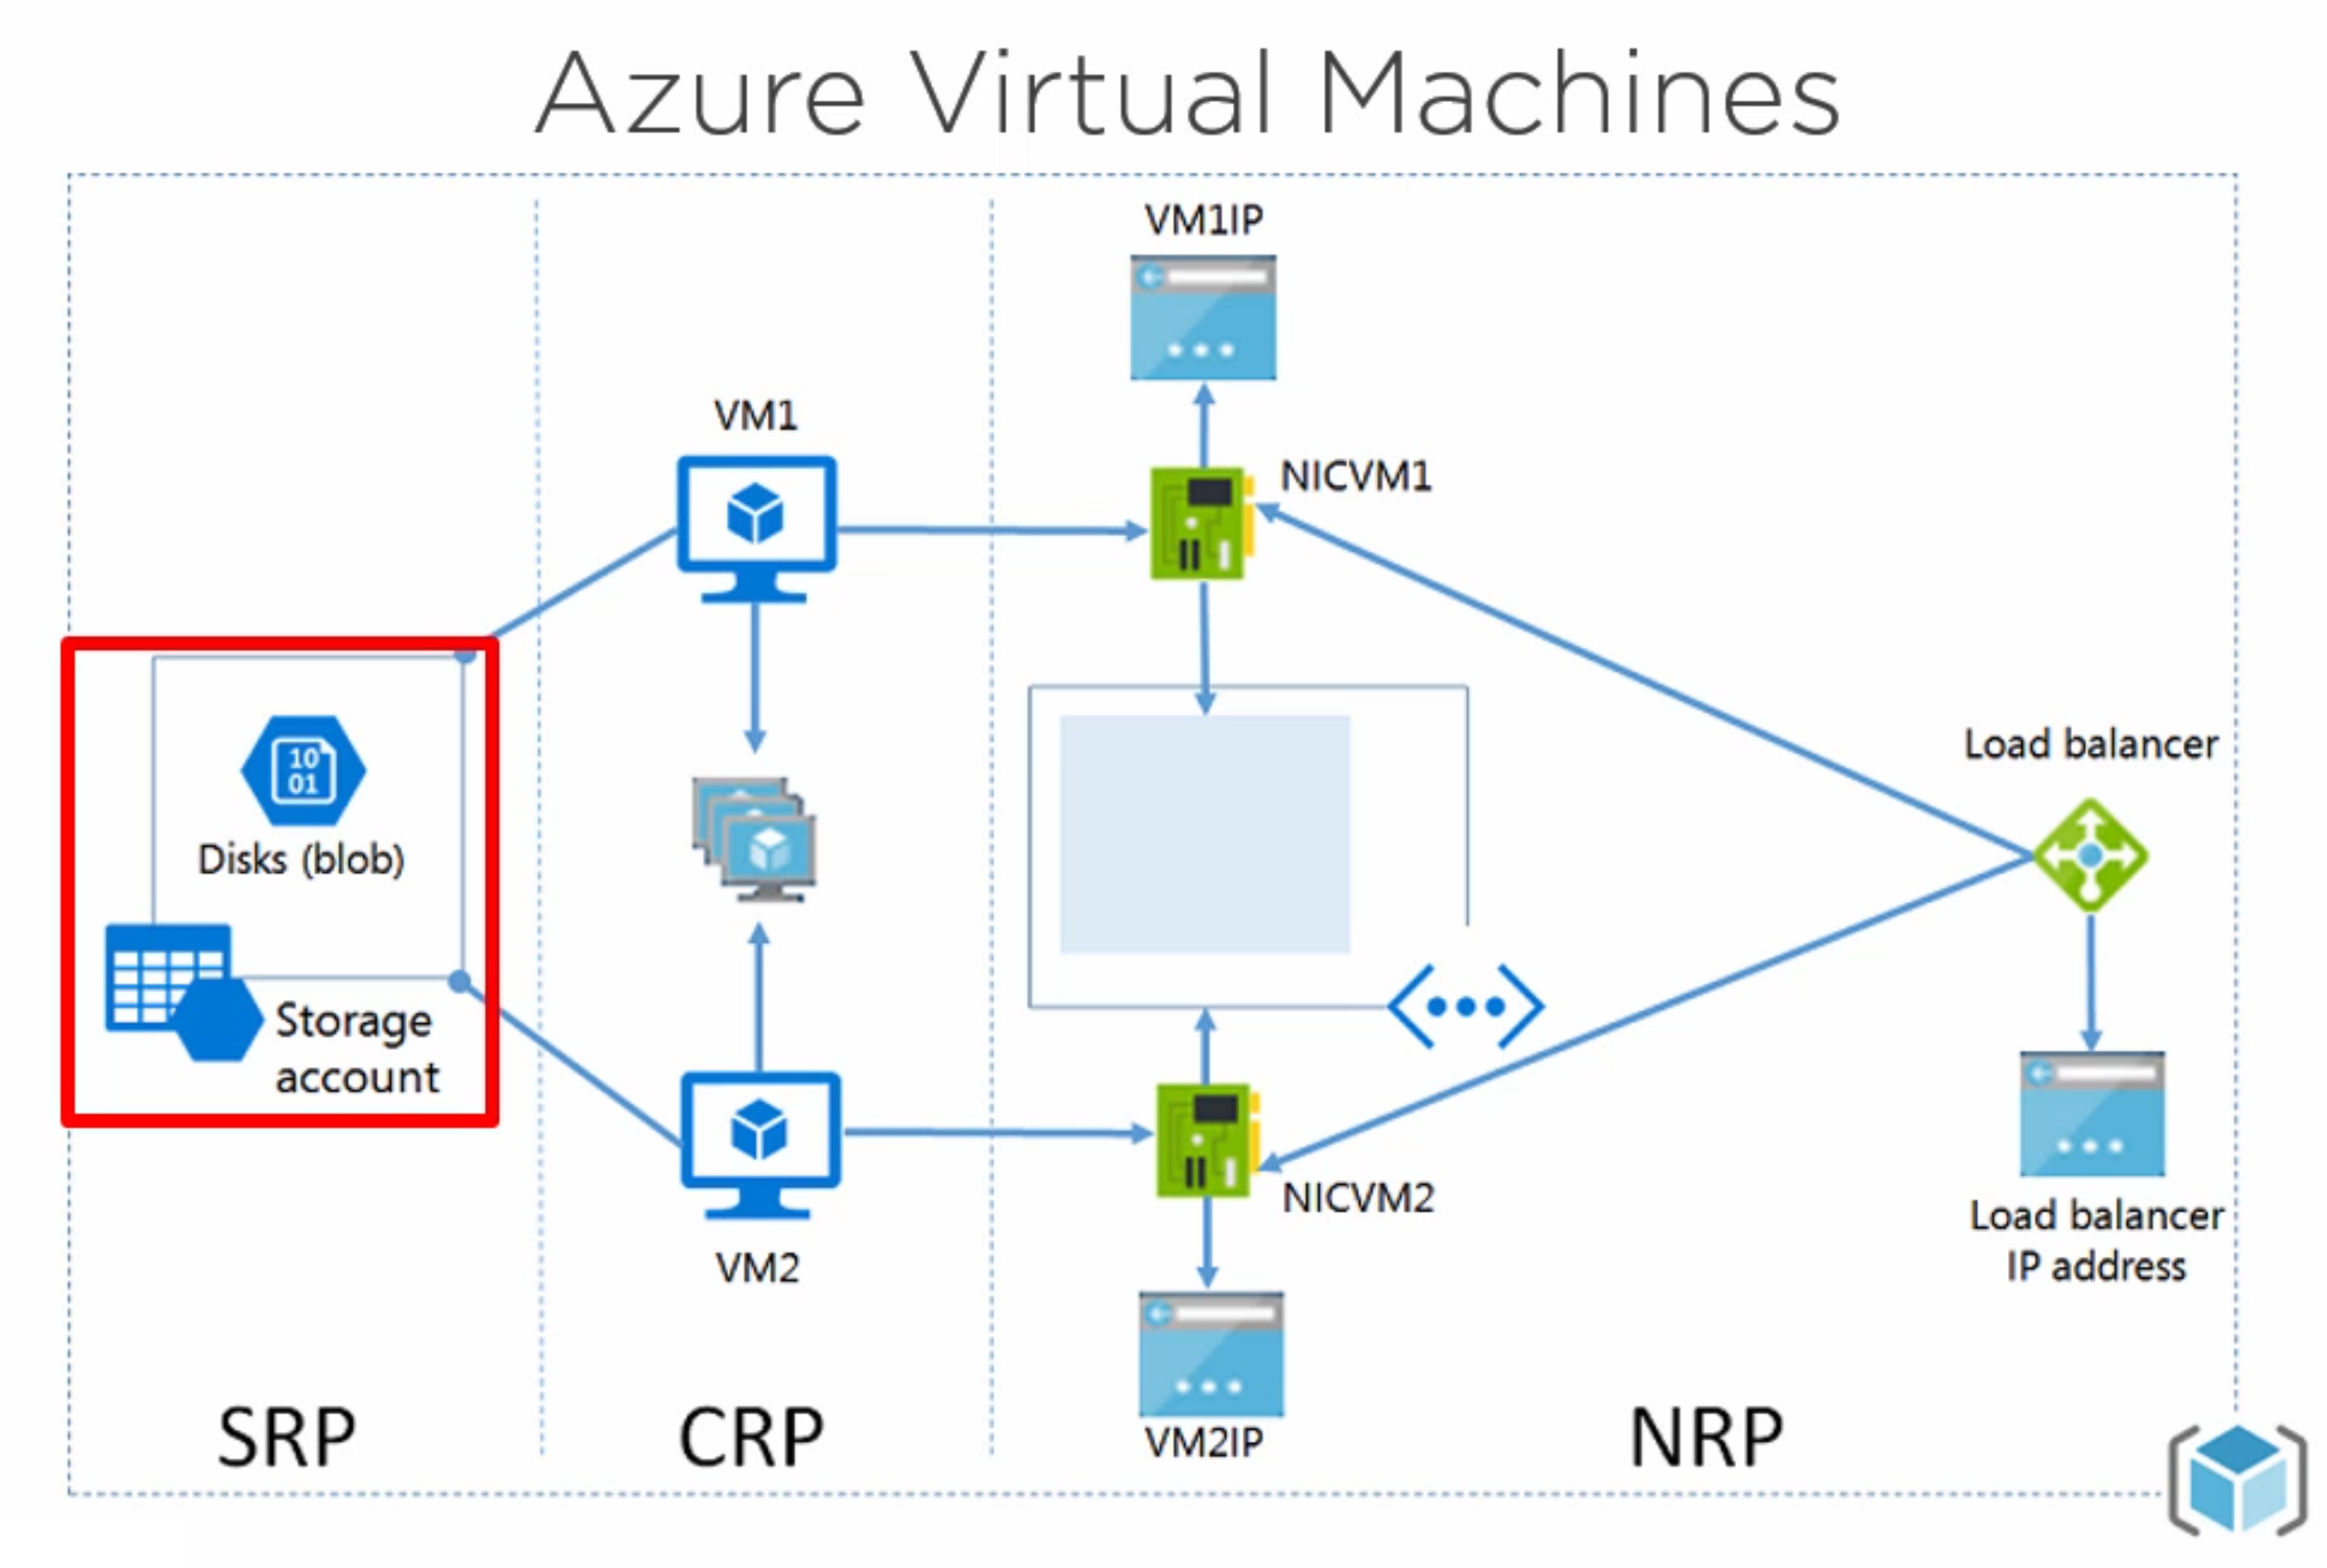 Azure Virtual Machines
VM1IP
VM1
NICVM1
Load balancer
10
01
Disks (blob)
Storage
account
NICVM2
Load balancer
IP address
VM2
VM2IP
SRP
CRP
NRP